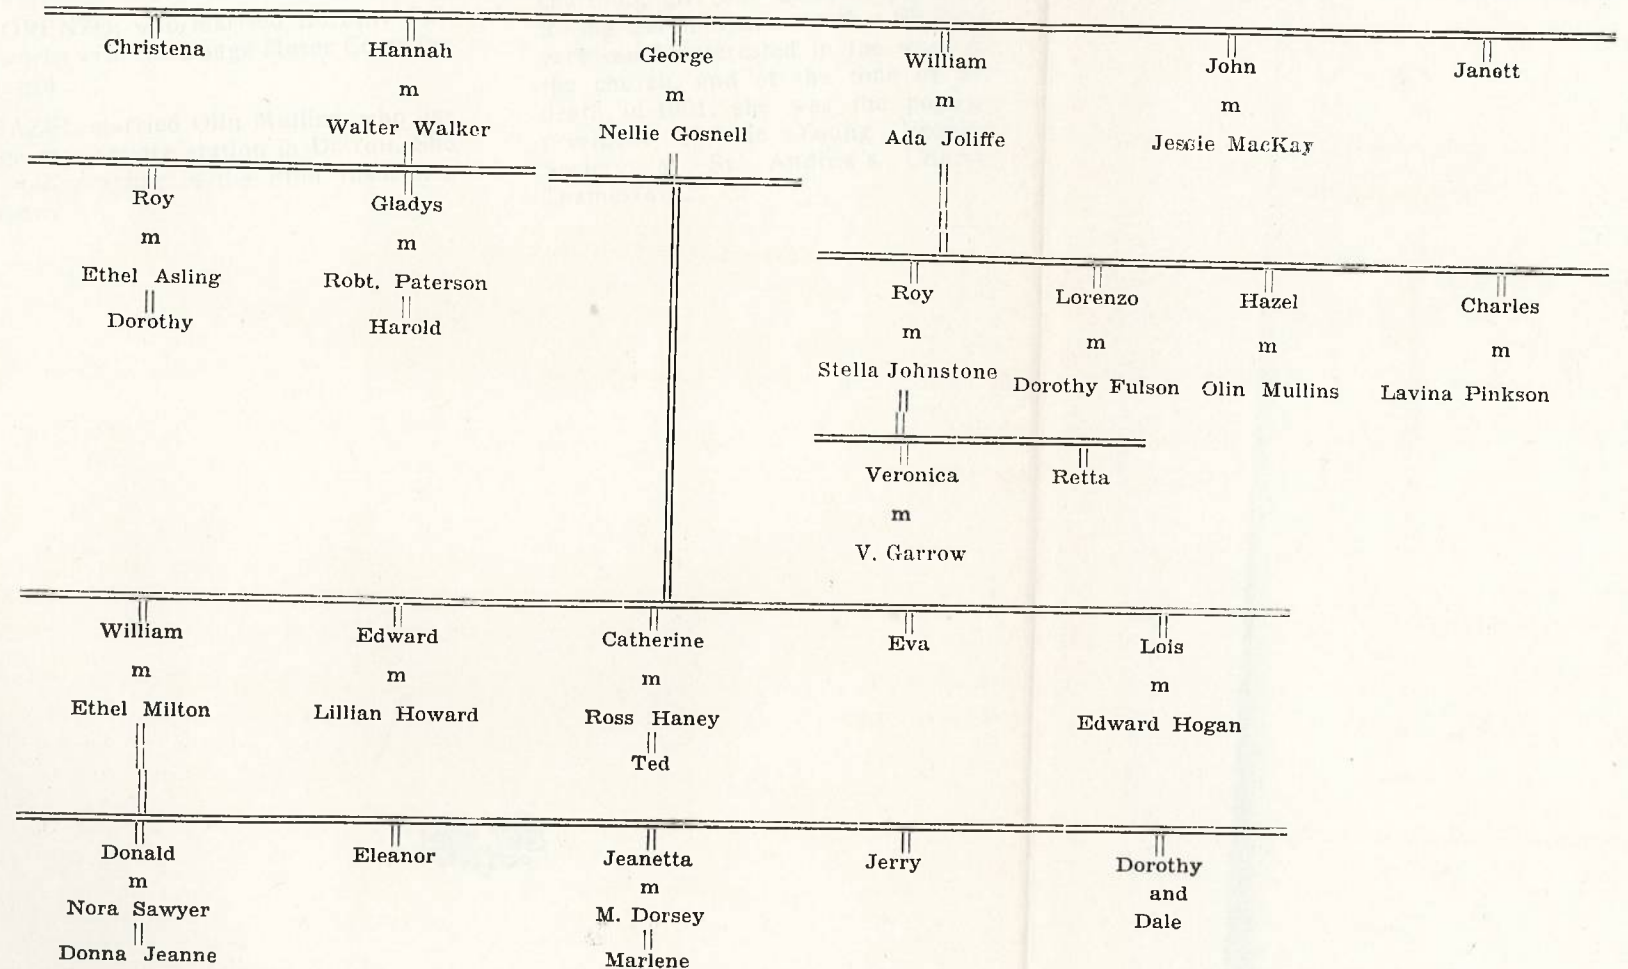 Christena Hannah George William John Janett
m m m m
Walter Walker Nellie Gosnell Ada Joliffe Jessie MacKay
Roy Gladys
m m
Ethel Asling Robt. Paterson
Dorothy Harold
Roy Lorenzo Hazel Charles
m m m m
Stella Johnstone Dorothy Fulson Olin Mullins Lavina Pinkson
Veronica Retta
m
V. Garrow
William Edward Catherine Eva Lois
m m m m
Ethel Milton Lillian Howard Ross Haney Edward Hogan
Ted
Donald Eleanor Jeanetta Jerry Dorothy
m m and
Nora Sawyer M. Dorsey Dale
Donna Jeanne Marlene